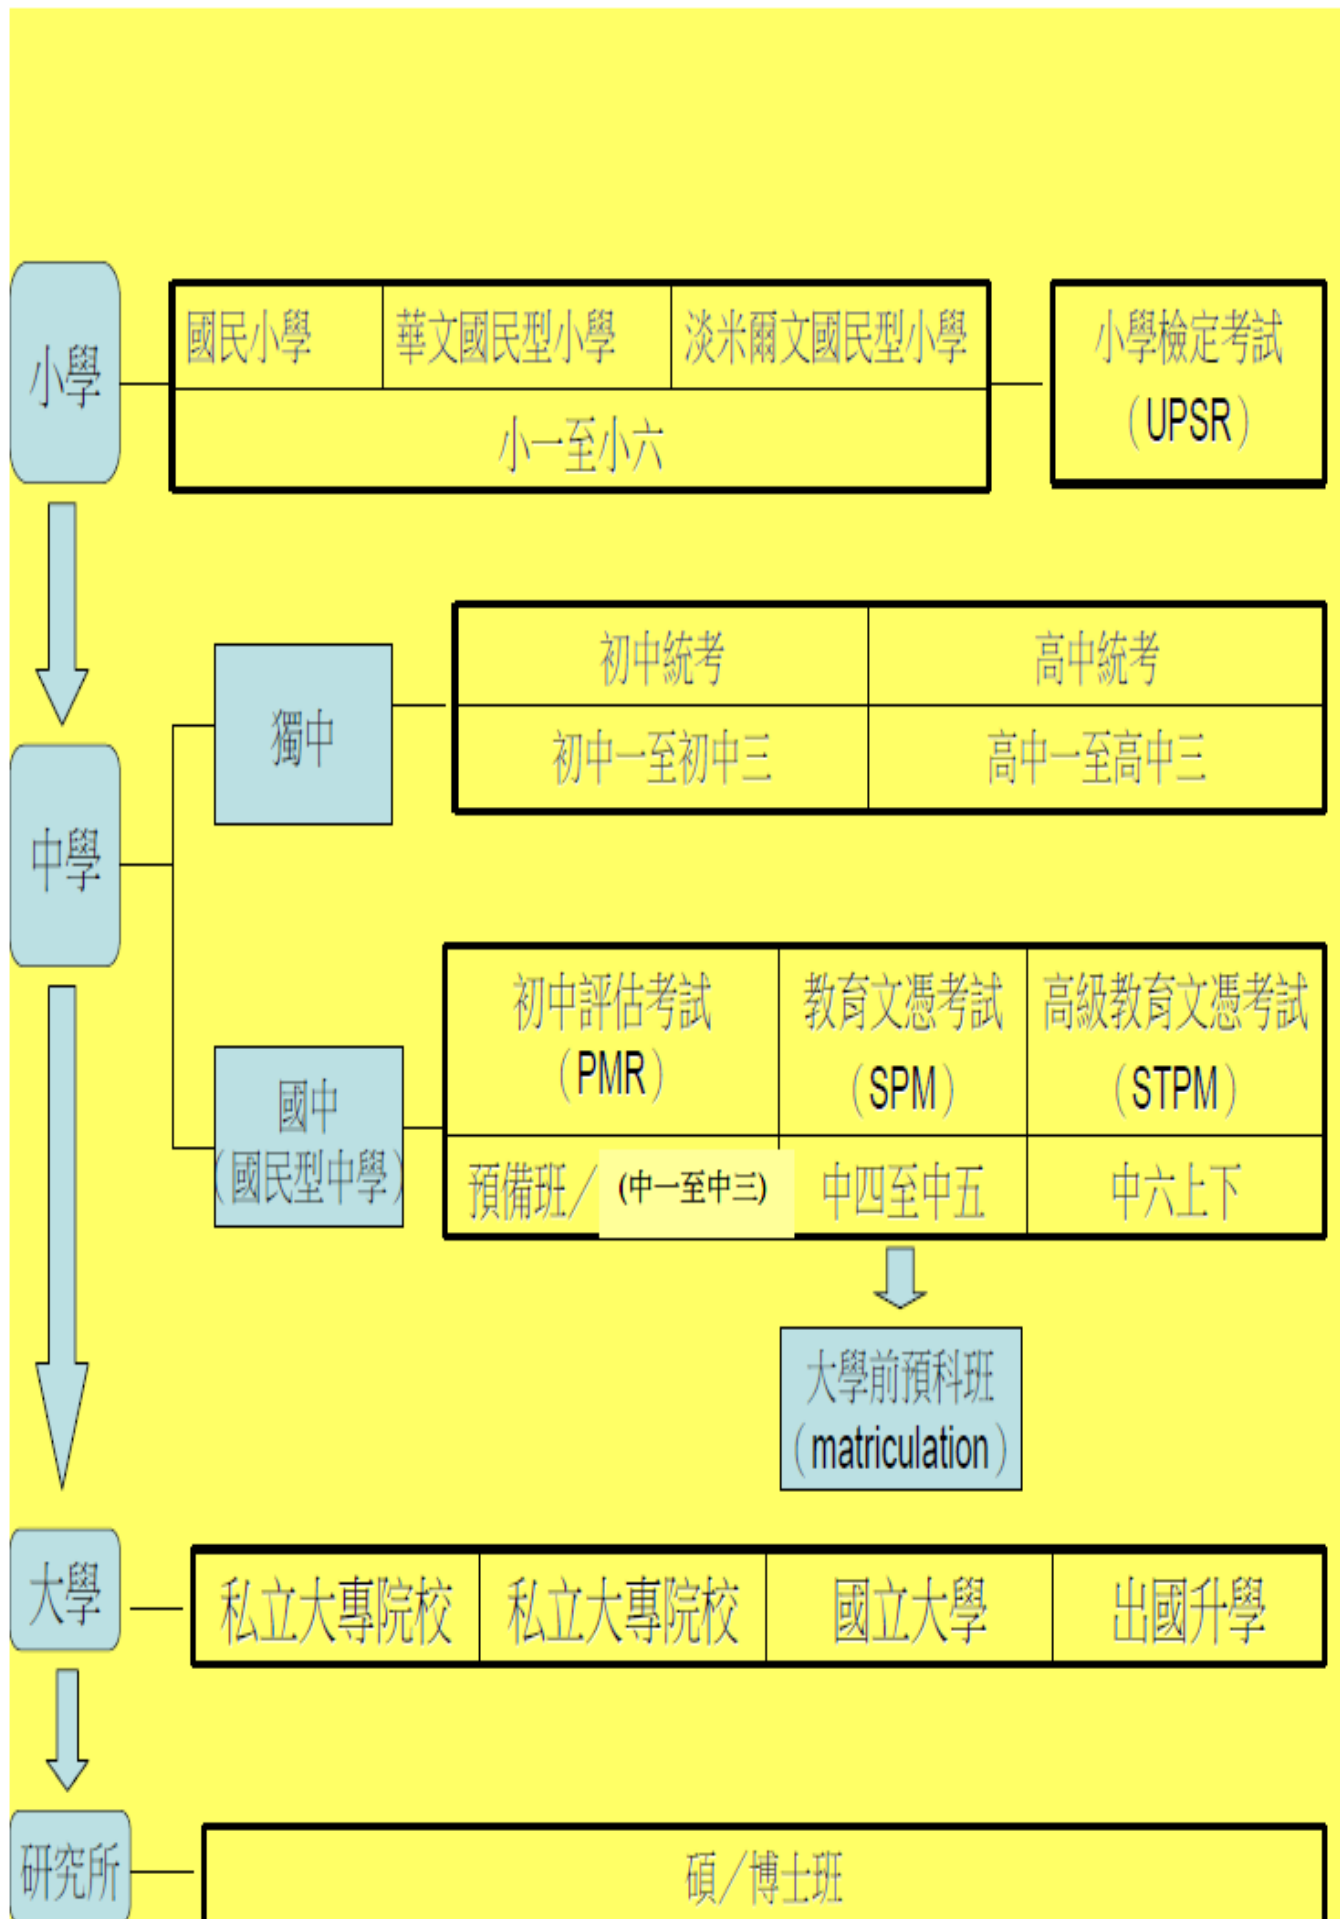 小學
國民小學 華文國民型小學 淡米爾文國民型小學
小一至小六
小學檢定考試
（UPSR）
中學
獨中
初中統考 高中統考
初中一至初中三 高中一至高中三
國中
（國民型中學）
初中評估考試
（PMR）
教育文憑考試
（SPM）
高級教育文憑考試
（STPM）
預備班／ (中一至中三) 中四至中五 中六上下
大學前預科班
（matriculation）
大學
私立大專院校 私立大專院校 國立大學 出國升學
研究所
碩／博士班